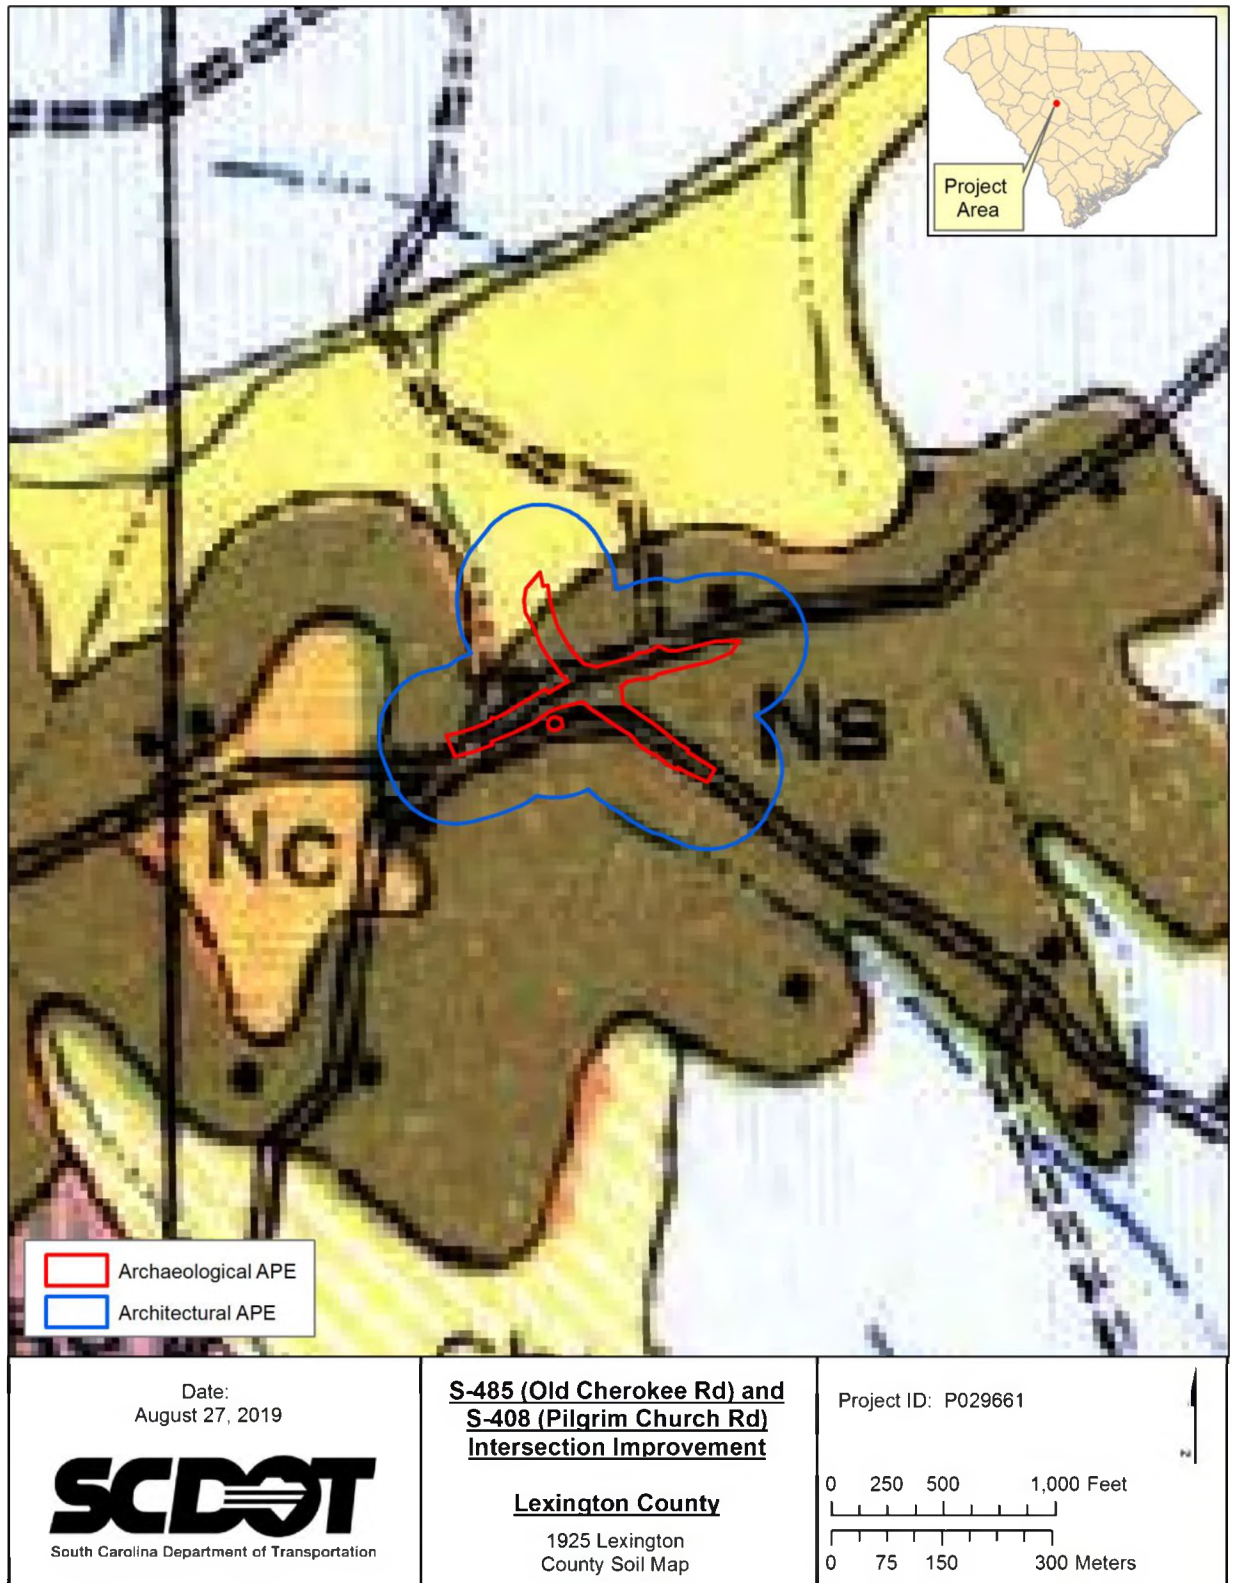 Project
Area
Ns
Nc
Archaeological APE
Architectural APE
Date:
August 27, 2019
SCDOT
South Carolina Department of Transportation
S-485 (Old Cherokee Rd) and
S-408 (Pilgrim Church Rd)
Intersection Improvement
Lexington County
1925 Lexington
County Soil Map
Project ID: P029661
0 250 500 1,000 Feet
0 75 150 300 Meters